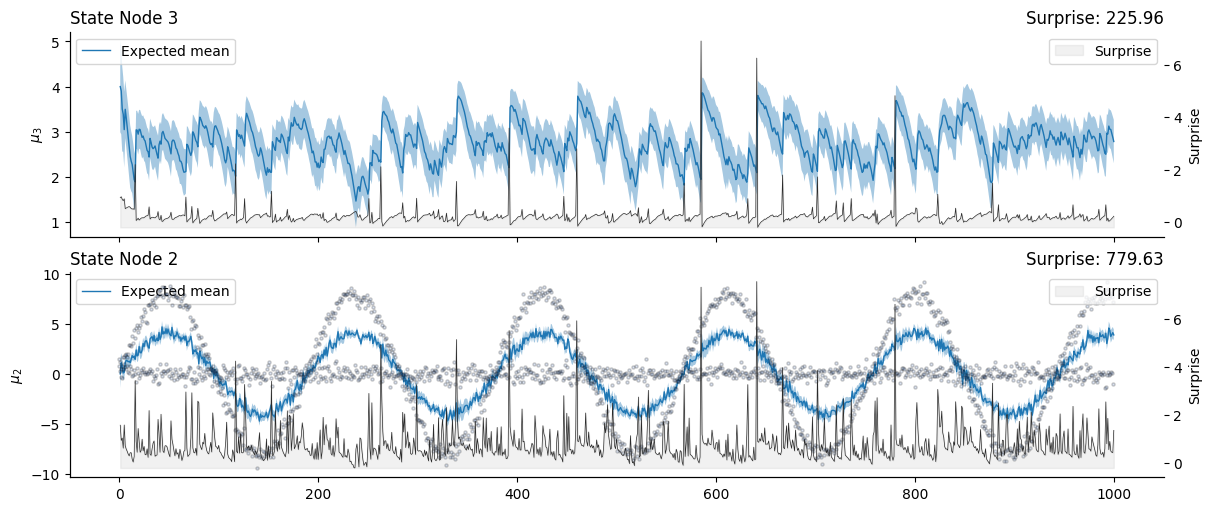 State Node 3 Surprise: 225.96
Expected mean
Surprise
5
4
3
2
1
μ3
6
4
2
0
Surprise
State Node 2 Surprise: 779.63
Expected mean
Surprise
10
5
0
−5
−10
μ2
6
4
2
0
Surprise
0 200 400 600 800 1000